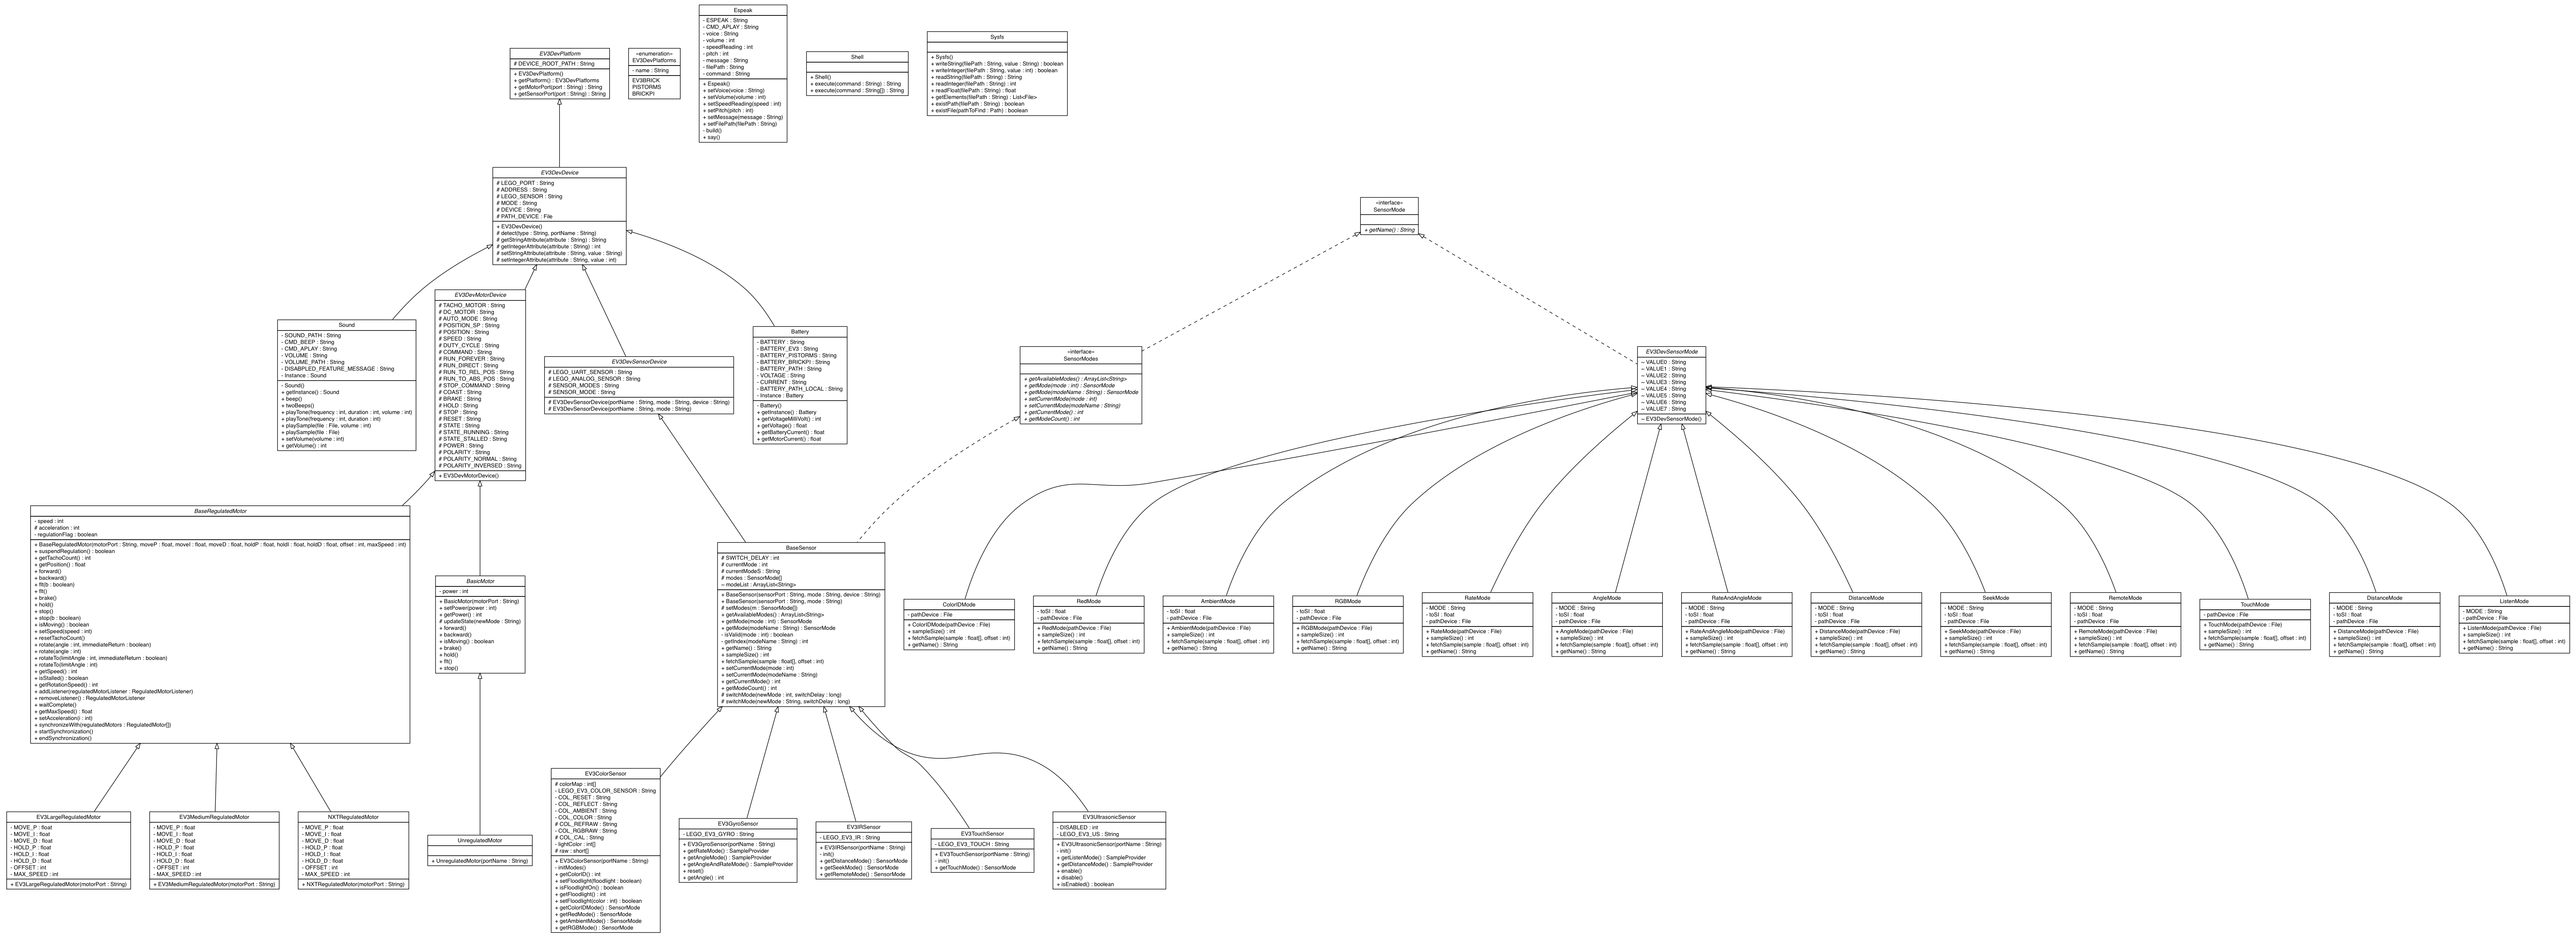 Espeak
- ESPEAK : String
- CMD_APLAY : String
- voice : String
- volume : int
- speedReading : int
- pitch : int
- message : String
- filePath : String
- command : String
+ Espeak()
+ setVoice(voice : String)
+ setVolume(volume : int)
+ setSpeedReading(speed : int)
+ setPitch(pitch : int)
+ setMessage(message : String)
+ setFilePath(filePath : String)
- build()
+ say()
EV3DevPlatform
# DEVICE_ROOT_PATH : String
+ EV3DevPlatform()
+ getPlatform() : EV3DevPlatforms
+ getMotorPort(port : String) : String
+ getSensorPort(port : String) : String
«enumeration»
EV3DevPlatforms
- name : String
EV3BRICK
PISTORMS
BRICKPI
Shell
+ Shell()
+ execute(command : String) : String
+ execute(command : String[]) : String
Sysfs
+ Sysfs()
+ writeString(filePath : String, value : String) : boolean
+ writeInteger(filePath : String, value : int) : boolean
+ readString(filePath : String) : String
+ readInteger(filePath : String) : int
+ readFloat(filePath : String) : float
+ getElements(filePath : String) : List<File>
+ existPath(filePath : String) : boolean
+ existFile(pathToFind : Path) : boolean
EV3DevDevice
# LEGO_PORT : String
# ADDRESS : String
# LEGO_SENSOR : String
# MODE : String
# DEVICE : String
# PATH_DEVICE : File
+ EV3DevDevice()
# detect(type : String, portName : String)
# getStringAttribute(attribute : String) : String
# getIntegerAttribute(attribute : String) : int
# setStringAttribute(attribute : String, value : String)
# setIntegerAttribute(attribute : String, value : int)
«interface»
SensorMode
+ getName() : String
Sound
- SOUND_PATH : String
- CMD_BEEP : String
- CMD_APLAY : String
- VOLUME : String
- VOLUME_PATH : String
- DISABPLED_FEATURE_MESSAGE : String
- Instance : Sound
- Sound()
+ getInstance() : Sound
+ beep()
+ twoBeeps()
+ playTone(frequency : int, duration : int, volume : int)
+ playTone(frequency : int, duration : int)
+ playSample(file : File, volume : int)
+ playSample(file : File)
+ setVolume(volume : int)
+ getVolume() : int
EV3DevMotorDevice
# TACHO_MOTOR : String
# DC_MOTOR : String
# AUTO_MODE : String
# POSITION_SP : String
# POSITION : String
# SPEED : String
# DUTY_CYCLE : String
# COMMAND : String
# RUN_FOREVER : String
# RUN_DIRECT : String
# RUN_TO_REL_POS : String
# RUN_TO_ABS_POS : String
# STOP_COMMAND : String
# COAST : String
# BRAKE : String
# HOLD : String
# STOP : String
# RESET : String
# STATE : String
# STATE_RUNNING : String
# STATE_STALLED : String
# POWER : String
# POLARITY : String
# POLARITY_NORMAL : String
# POLARITY_INVERSED : String
+ EV3DevMotorDevice()
EV3DevSensorDevice
# LEGO_UART_SENSOR : String
# LEGO_ANALOG_SENSOR : String
# SENSOR_MODES : String
# SENSOR_MODE : String
# EV3DevSensorDevice(portName : String, mode : String, device : String)
# EV3DevSensorDevice(portName : String, mode : String)
Battery
- BATTERY : String
- BATTERY_EV3 : String
- BATTERY_PISTORMS : String
- BATTERY_BRICKPI : String
- BATTERY_PATH : String
- VOLTAGE : String
- CURRENT : String
- BATTERY_PATH_LOCAL : String
- Instance : Battery
- Battery()
+ getInstance() : Battery
+ getVoltageMilliVolt() : int
+ getVoltage() : float
+ getBatteryCurrent() : float
+ getMotorCurrent() : float
«interface»
SensorModes
+ getAvailableModes() : ArrayList<String>
+ getMode(mode : int) : SensorMode
+ getMode(modeName : String) : SensorMode
+ setCurrentMode(mode : int)
+ setCurrentMode(modeName : String)
+ getCurrentMode() : int
+ getModeCount() : int
EV3DevSensorMode
~ VALUE0 : String
~ VALUE1 : String
~ VALUE2 : String
~ VALUE3 : String
~ VALUE4 : String
~ VALUE5 : String
~ VALUE6 : String
~ VALUE7 : String
~ EV3DevSensorMode()
BaseRegulatedMotor
- speed : int
# acceleration : int
- regulationFlag : boolean
+ BaseRegulatedMotor(motorPort : String, moveP : float, moveI : float, moveD : float, holdP : float, holdI : float, holdD : float, offset : int, maxSpeed : int)
+ suspendRegulation() : boolean
+ getTachoCount() : int
+ getPosition() : float
+ forward()
+ backward()
+ flt(b : boolean)
+ flt()
+ brake()
+ hold()
+ stop()
+ stop(b : boolean)
+ isMoving() : boolean
+ setSpeed(speed : int)
+ resetTachoCount()
+ rotate(angle : int, immediateReturn : boolean)
+ rotate(angle : int)
+ rotateTo(limitAngle : int, immediateReturn : boolean)
+ rotateTo(limitAngle : int)
+ getSpeed() : int
+ isStalled() : boolean
+ getRotationSpeed() : int
+ addListener(regulatedMotorListener : RegulatedMotorListener)
+ removeListener() : RegulatedMotorListener
+ waitComplete()
+ getMaxSpeed() : float
+ setAcceleration(i : int)
+ synchronizeWith(regulatedMotors : RegulatedMotor[])
+ startSynchronization()
+ endSynchronization()
BasicMotor
- power : int
+ BasicMotor(motorPort : String)
+ setPower(power : int)
+ getPower() : int
# updateState(newMode : String)
+ forward()
+ backward()
+ isMoving() : boolean
+ brake()
+ hold()
+ flt()
+ stop()
BaseSensor
# SWITCH_DELAY : int
# currentMode : int
# currentModeS : String
# modes : SensorMode[]
~ modeList : ArrayList<String>
+ BaseSensor(sensorPort : String, mode : String, device : String)
+ BaseSensor(sensorPort : String, mode : String)
# setModes(m : SensorMode[])
+ getAvailableModes() : ArrayList<String>
+ getMode(mode : int) : SensorMode
+ getMode(modeName : String) : SensorMode
- isValid(mode : int) : boolean
- getIndex(modeName : String) : int
+ getName() : String
+ sampleSize() : int
+ fetchSample(sample : float[], offset : int)
+ setCurrentMode(mode : int)
+ setCurrentMode(modeName : String)
+ getCurrentMode() : int
+ getModeCount() : int
# switchMode(newMode : int, switchDelay : long)
# switchMode(newMode : String, switchDelay : long)
ColorIDMode
- pathDevice : File
+ ColorIDMode(pathDevice : File)
+ sampleSize() : int
+ fetchSample(sample : float[], offset : int)
+ getName() : String
RedMode
- toSI : float
- pathDevice : File
+ RedMode(pathDevice : File)
+ sampleSize() : int
+ fetchSample(sample : float[], offset : int)
+ getName() : String
AmbientMode
- toSI : float
- pathDevice : File
+ AmbientMode(pathDevice : File)
+ sampleSize() : int
+ fetchSample(sample : float[], offset : int)
+ getName() : String
RGBMode
- toSI : float
- pathDevice : File
+ RGBMode(pathDevice : File)
+ sampleSize() : int
+ fetchSample(sample : float[], offset : int)
+ getName() : String
RateMode
- MODE : String
- toSI : float
- pathDevice : File
+ RateMode(pathDevice : File)
+ sampleSize() : int
+ fetchSample(sample : float[], offset : int)
+ getName() : String
AngleMode
- MODE : String
- toSI : float
- pathDevice : File
+ AngleMode(pathDevice : File)
+ sampleSize() : int
+ fetchSample(sample : float[], offset : int)
+ getName() : String
RateAndAngleMode
- MODE : String
- toSI : float
- pathDevice : File
+ RateAndAngleMode(pathDevice : File)
+ sampleSize() : int
+ fetchSample(sample : float[], offset : int)
+ getName() : String
DistanceMode
- MODE : String
- toSI : float
- pathDevice : File
+ DistanceMode(pathDevice : File)
+ sampleSize() : int
+ fetchSample(sample : float[], offset : int)
+ getName() : String
SeekMode
- MODE : String
- toSI : float
- pathDevice : File
+ SeekMode(pathDevice : File)
+ sampleSize() : int
+ fetchSample(sample : float[], offset : int)
+ getName() : String
RemoteMode
- MODE : String
- toSI : float
- pathDevice : File
+ RemoteMode(pathDevice : File)
+ sampleSize() : int
+ fetchSample(sample : float[], offset : int)
+ getName() : String
TouchMode
- pathDevice : File
+ TouchMode(pathDevice : File)
+ sampleSize() : int
+ fetchSample(sample : float[], offset : int)
+ getName() : String
DistanceMode
- MODE : String
- toSI : float
- pathDevice : File
+ DistanceMode(pathDevice : File)
+ sampleSize() : int
+ fetchSample(sample : float[], offset : int)
+ getName() : String
ListenMode
- MODE : String
- pathDevice : File
+ ListenMode(pathDevice : File)
+ sampleSize() : int
+ fetchSample(sample : float[], offset : int)
+ getName() : String
EV3LargeRegulatedMotor
- MOVE_P : float
- MOVE_I : float
- MOVE_D : float
- HOLD_P : float
- HOLD_I : float
- HOLD_D : float
- OFFSET : int
- MAX_SPEED : int
+ EV3LargeRegulatedMotor(motorPort : String)
EV3MediumRegulatedMotor
- MOVE_P : float
- MOVE_I : float
- MOVE_D : float
- HOLD_P : float
- HOLD_I : float
- HOLD_D : float
- OFFSET : int
- MAX_SPEED : int
+ EV3MediumRegulatedMotor(motorPort : String)
NXTRegulatedMotor
- MOVE_P : float
- MOVE_I : float
- MOVE_D : float
- HOLD_P : float
- HOLD_I : float
- HOLD_D : float
- OFFSET : int
- MAX_SPEED : int
+ NXTRegulatedMotor(motorPort : String)
UnregulatedMotor
+ UnregulatedMotor(portName : String)
EV3ColorSensor
# colorMap : int[]
- LEGO_EV3_COLOR_SENSOR : String
- COL_RESET : String
- COL_REFLECT : String
- COL_AMBIENT : String
- COL_COLOR : String
# COL_REFRAW : String
- COL_RGBRAW : String
# COL_CAL : String
- lightColor : int[]
# raw : short[]
+ EV3ColorSensor(portName : String)
- initModes()
+ getColorID() : int
+ setFloodlight(floodlight : boolean)
+ isFloodlightOn() : boolean
+ getFloodlight() : int
+ setFloodlight(color : int) : boolean
+ getColorIDMode() : SensorMode
+ getRedMode() : SensorMode
+ getAmbientMode() : SensorMode
+ getRGBMode() : SensorMode
EV3GyroSensor
- LEGO_EV3_GYRO : String
+ EV3GyroSensor(portName : String)
+ getRateMode() : SampleProvider
+ getAngleMode() : SampleProvider
+ getAngleAndRateMode() : SampleProvider
+ reset()
+ getAngle() : int
EV3IRSensor
- LEGO_EV3_IR : String
+ EV3IRSensor(portName : String)
- init()
+ getDistanceMode() : SensorMode
+ getSeekMode() : SensorMode
+ getRemoteMode() : SensorMode
EV3TouchSensor
- LEGO_EV3_TOUCH : String
+ EV3TouchSensor(portName : String)
- init()
+ getTouchMode() : SensorMode
EV3UltrasonicSensor
- DISABLED : int
- LEGO_EV3_US : String
+ EV3UltrasonicSensor(portName : String)
- init()
+ getListenMode() : SampleProvider
+ getDistanceMode() : SampleProvider
+ enable()
+ disable()
+ isEnabled() : boolean